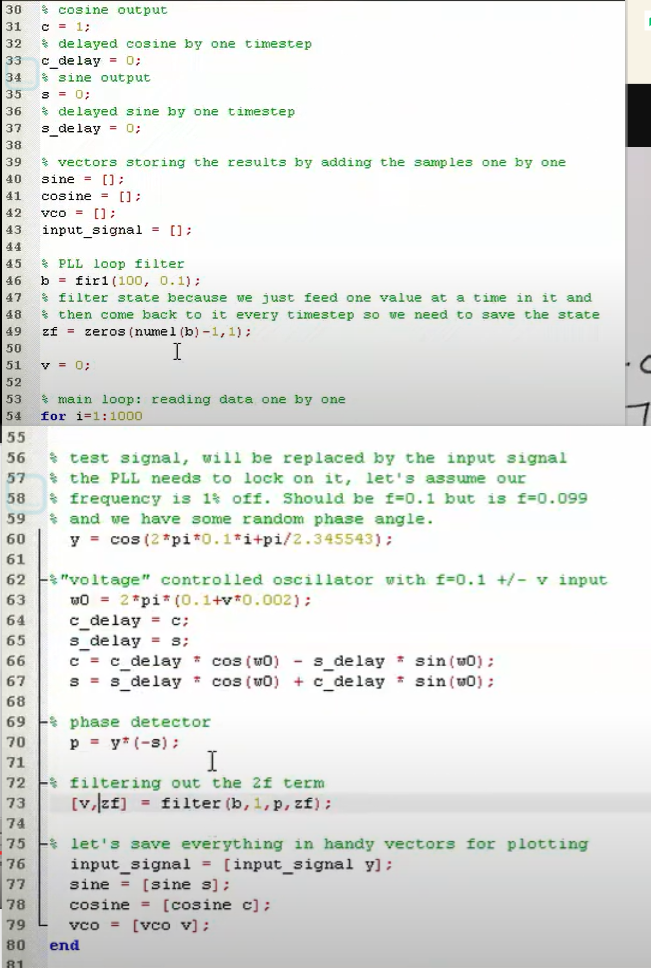 30 % cosine output
31 c = 1;
32 % delayed cosine by one timestep
33 c_delay = 0;
34 % sine output
35 s = 0;
36 % delayed sine by one timestep
37 s_delay = 0;
38
39 % vectors storing the results by adding the samples one by one
40 sine = [];
41 cosine = [];
42 vco = [];
43 input_signal = [];
44
45 % PLL loop filter
46 b = fir1(100, 0.1);
47 % filter state because we just feed one value at a time in it and
48 % then come back to it every timestep so we need to save the state
49 zf = zeros(numel(b)-1,1);
50
51 v = 0;
52
53 % main loop: reading data one by one
54 for i=1:1000
55
56 % test signal, will be replaced by the input signal
57 % the PLL needs to lock on it, let's assume our
58 % frequency is 1% off. Should be f=0.1 but is f=0.099
59 % and we have some random phase angle.
60 y = cos(2*pi*0.1*i+pi/2.345543);
61
62 %"voltage" controlled oscillator with f=0.1 +/- v input
63 w0 = 2*pi*(0.1+v*0.002);
64 c_delay = c;
65 s_delay = s;
66 c = c_delay * cos(w0) - s_delay * sin(w0);
67 s = s_delay * cos(w0) + c_delay * sin(w0);
68
69 % phase detector
70 p = y*(-s);
71
72 % filtering out the 2f term
73 [v,zf] = filter(b,1,p,zf);
74
75 % let's save everything in handy vectors for plotting
76 input_signal = [input_signal y];
77 sine = [sine s];
78 cosine = [cosine c];
79 vco = [vco v];
80 end
81